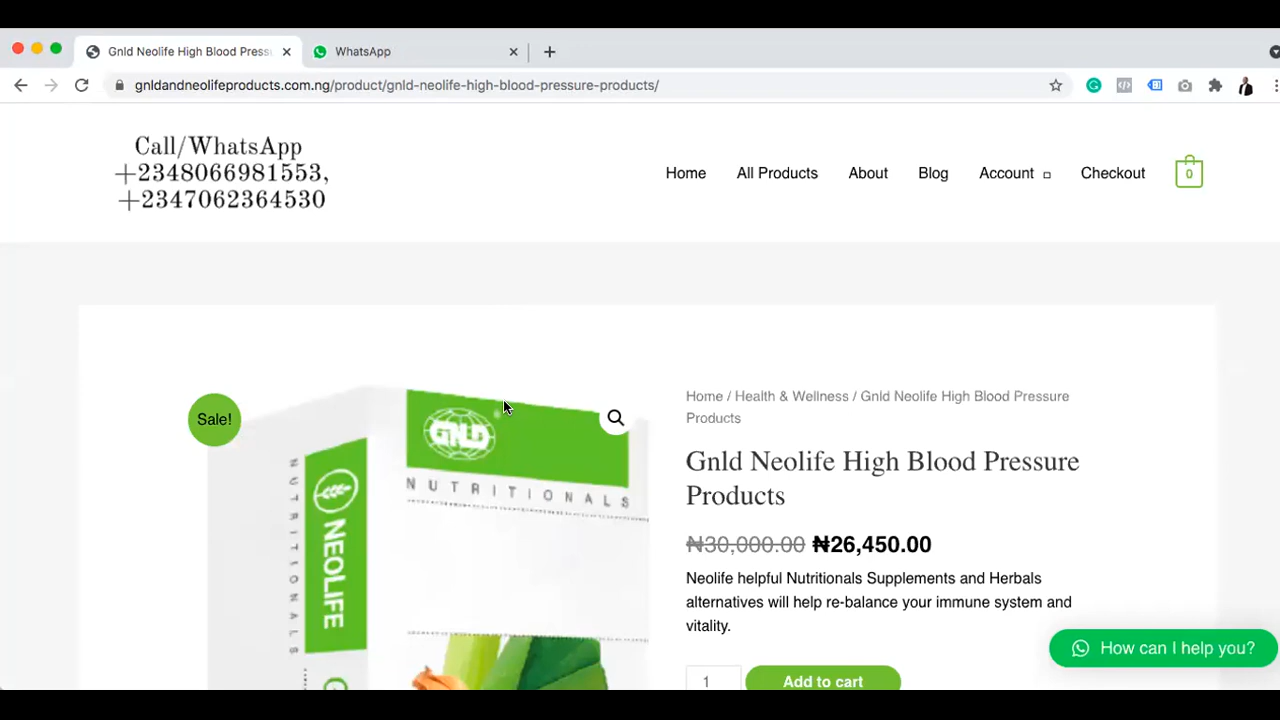 Gnld Neolife High Blood Press
WhatsApp
gnldandneolifeproducts.com.ng/product/gnld-neolife-high-blood-pressure-products/
Call/WhatsApp
+2348066981553,
+2347062364530
Home
All Products
About
Blog
Account
Checkout
0
Sale!
GNLD
NUTRITIONALS
NUTRITIONALS
NEOLIFE
Home / Health & Wellness / Gnld Neolife High Blood Pressure
Products
Gnld Neolife High Blood Pressure
Products
₦30,000.00 ₦26,450.00
Neolife helpful Nutritionals Supplements and Herbals
alternatives will help re-balance your immune system and
vitality.
How can I help you?
1
Add to cart